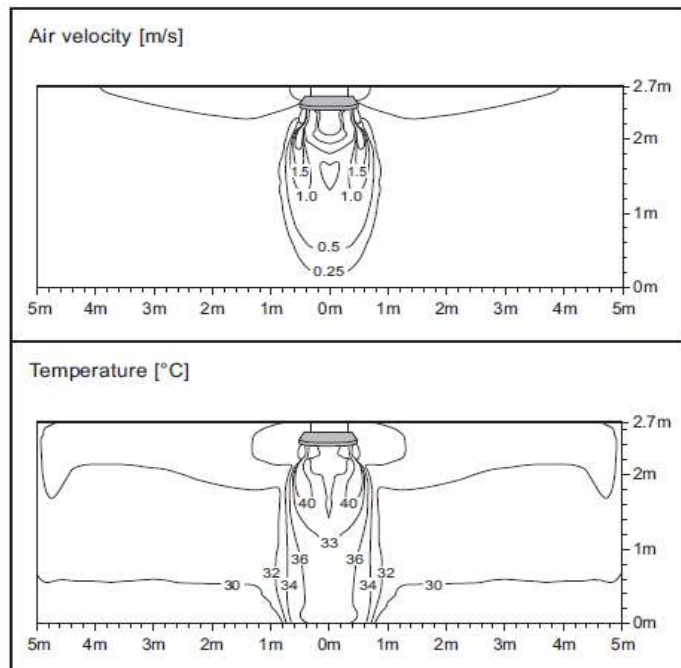 Air velocity [m/s]
2.7m
2m
1.5 1.5
1.0 1.0
1m
0.5
0.25
0m
5m 4m 3m 2m 1m 0m 1m 2m 3m 4m 5m
Temperature [°C]
2.7m
2m
40 40
33
1m
36 36
32 32
34 34
30 30
0m
5m 4m 3m 2m 1m 0m 1m 2m 3m 4m 5m